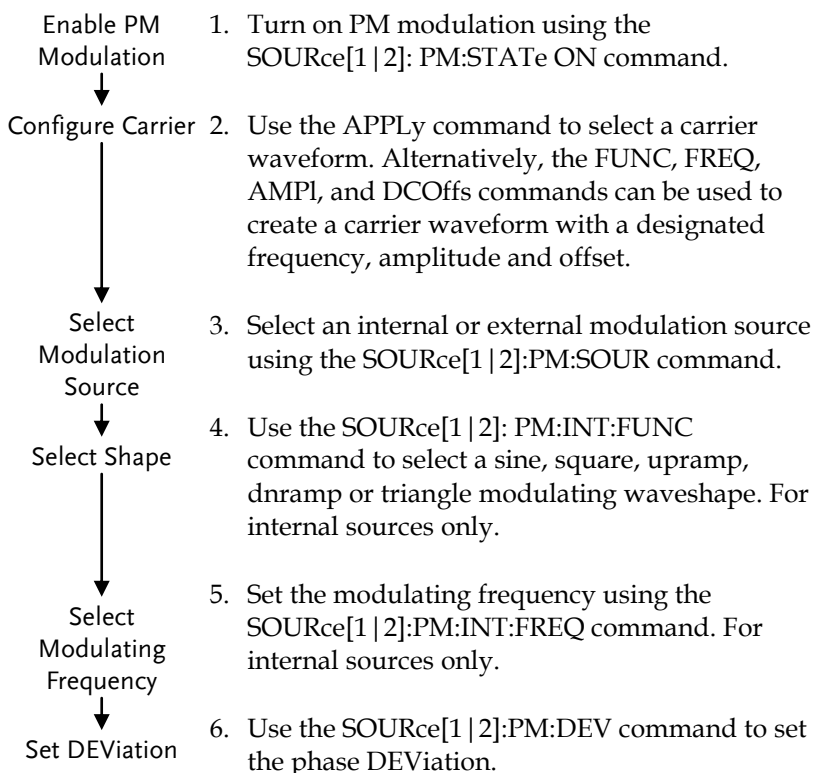 Enable PM
Modulation
1. Turn on PM modulation using the
SOURce[1|2]: PM:STATe ON command.
Configure Carrier
2. Use the APPLy command to select a carrier
waveform. Alternatively, the FUNC, FREQ,
AMPl, and DCOffs commands can be used to
create a carrier waveform with a designated
frequency, amplitude and offset.
Select
Modulation
Source
3. Select an internal or external modulation source
using the SOURce[1|2]:PM:SOUR command.
Select Shape
4. Use the SOURce[1|2]: PM:INT:FUNC
command to select a sine, square, upramp,
dnramp or triangle modulating waveshape. For
internal sources only.
Select
Modulating
Frequency
5. Set the modulating frequency using the
SOURce[1|2]:PM:INT:FREQ command. For
internal sources only.
Set DEViation
6. Use the SOURce[1|2]:PM:DEV command to set
the phase DEViation.